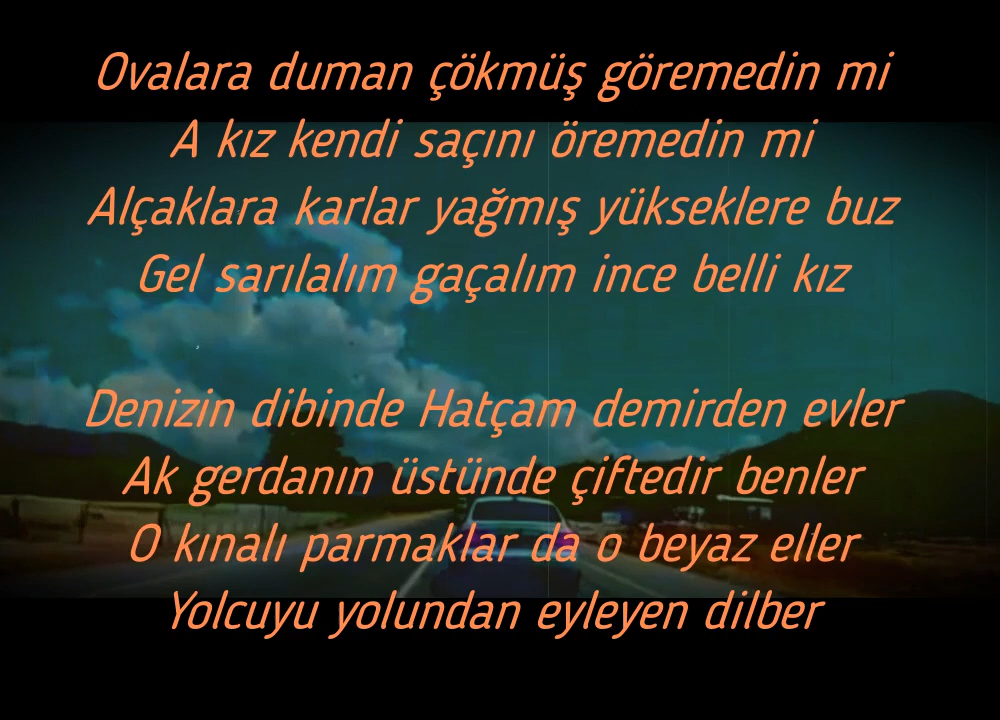 Ovalara duman çökmüş göremedin mi
A kız kendi saçını öremedin mi
Alçaklara karlar yağmış yükseklere buz
Gel sarılalım gaçalım ince belli kız
Denizin dibinde Hatçam demirden evler
Ak gerdanın üstünde çiftedir benler
O kınalı parmaklar da o beyaz eller
Yolcuyu yolundan eyleyen dilber